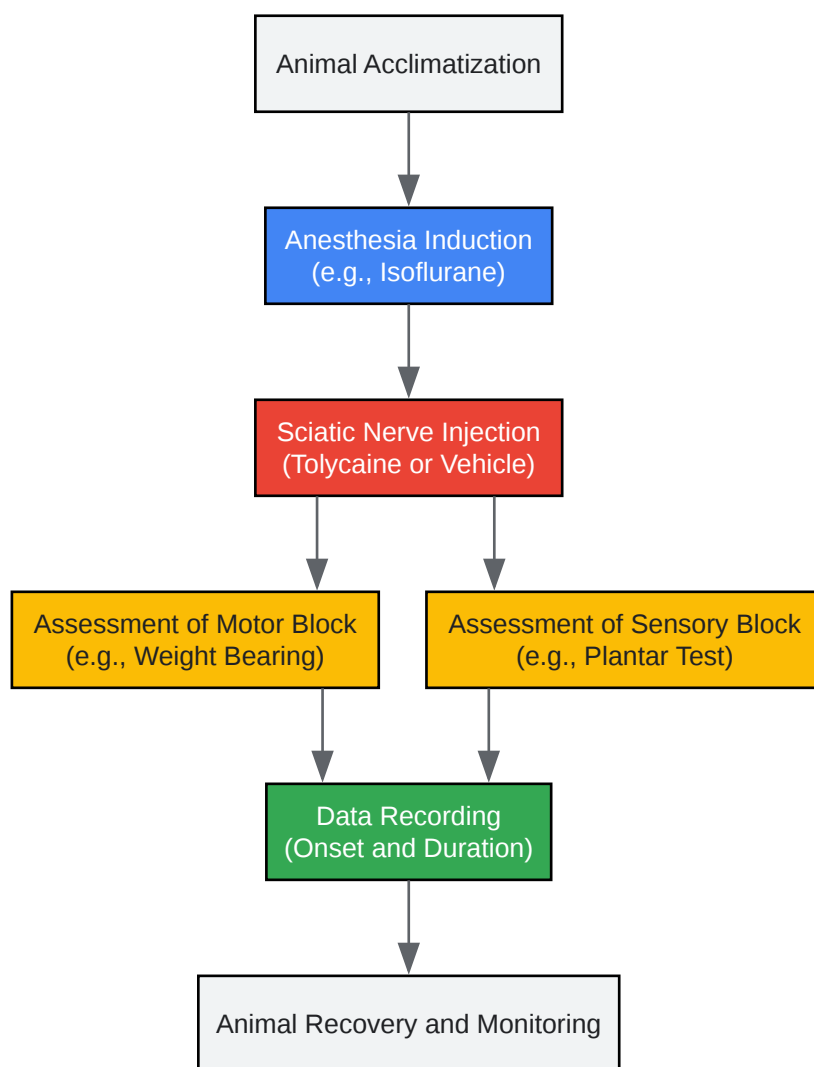 Animal Acclimatization
Anesthesia Induction
(e.g., Isoflurane)
Sciatic Nerve Injection
(Tolycaine or Vehicle)
Assessment of Motor Block
(e.g., Weight Bearing)
Assessment of Sensory Block
(e.g., Plantar Test)
Data Recording
(Onset and Duration)
Animal Recovery and Monitoring